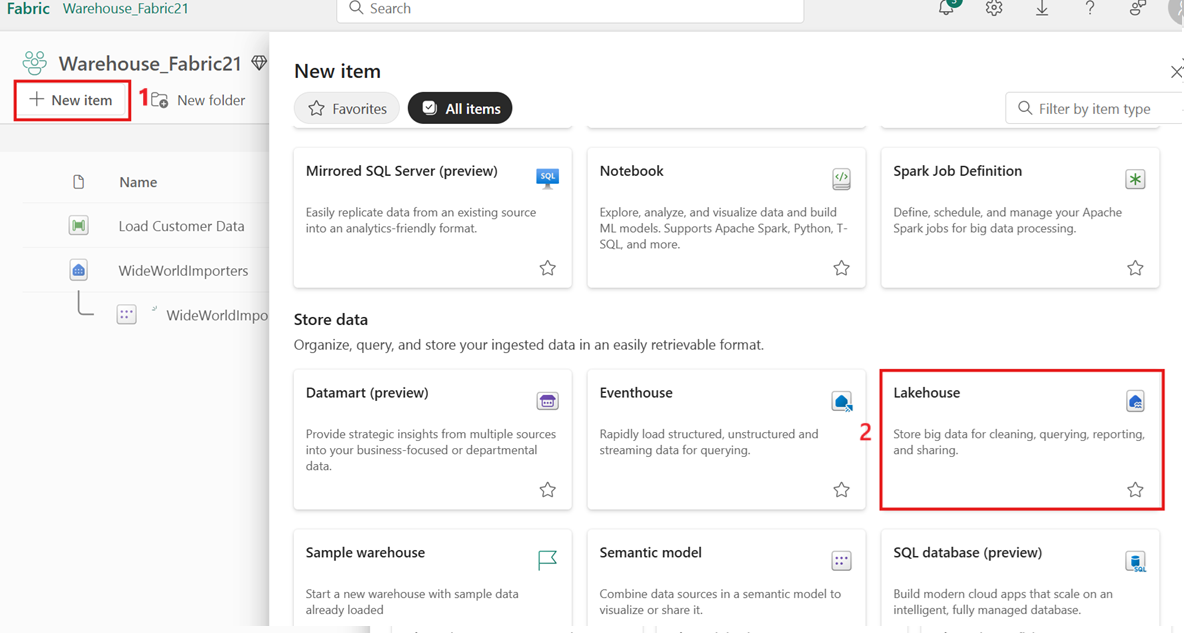 Fabric Warehouse_Fabric21
Search
3
?
Warehouse_Fabric21
+ New item
1
New folder
Name
Load Customer Data
WideWorldImporters
WideWorldImpo
New item
Favorites
All items
Filter by item type
Mirrored SQL Server (preview)
SQL
Easily replicate data from an existing source
into an analytics-friendly format.
Notebook
</>
Explore, analyze, and visualize data and build
ML models. Supports Apache Spark, Python, T-
SQL, and more.
Spark Job Definition
Define, schedule, and manage your Apache
Spark jobs for big data processing.
Store data
Organize, query, and store your ingested data in an easily retrievable format.
Datamart (preview)
Provide strategic insights from multiple sources
into your business-focused or departmental
data.
Eventhouse
Rapidly load structured, unstructured and
streaming data for querying.
2
Lakehouse
Store big data for cleaning, querying, reporting,
and sharing.
Sample warehouse
Start a new warehouse with sample data
already loaded
Semantic model
Combine data sources in a semantic model to
visualize or share it.
SQL database (preview)
SQL
Build modern cloud apps that scale on an
intelligent, fully managed database.